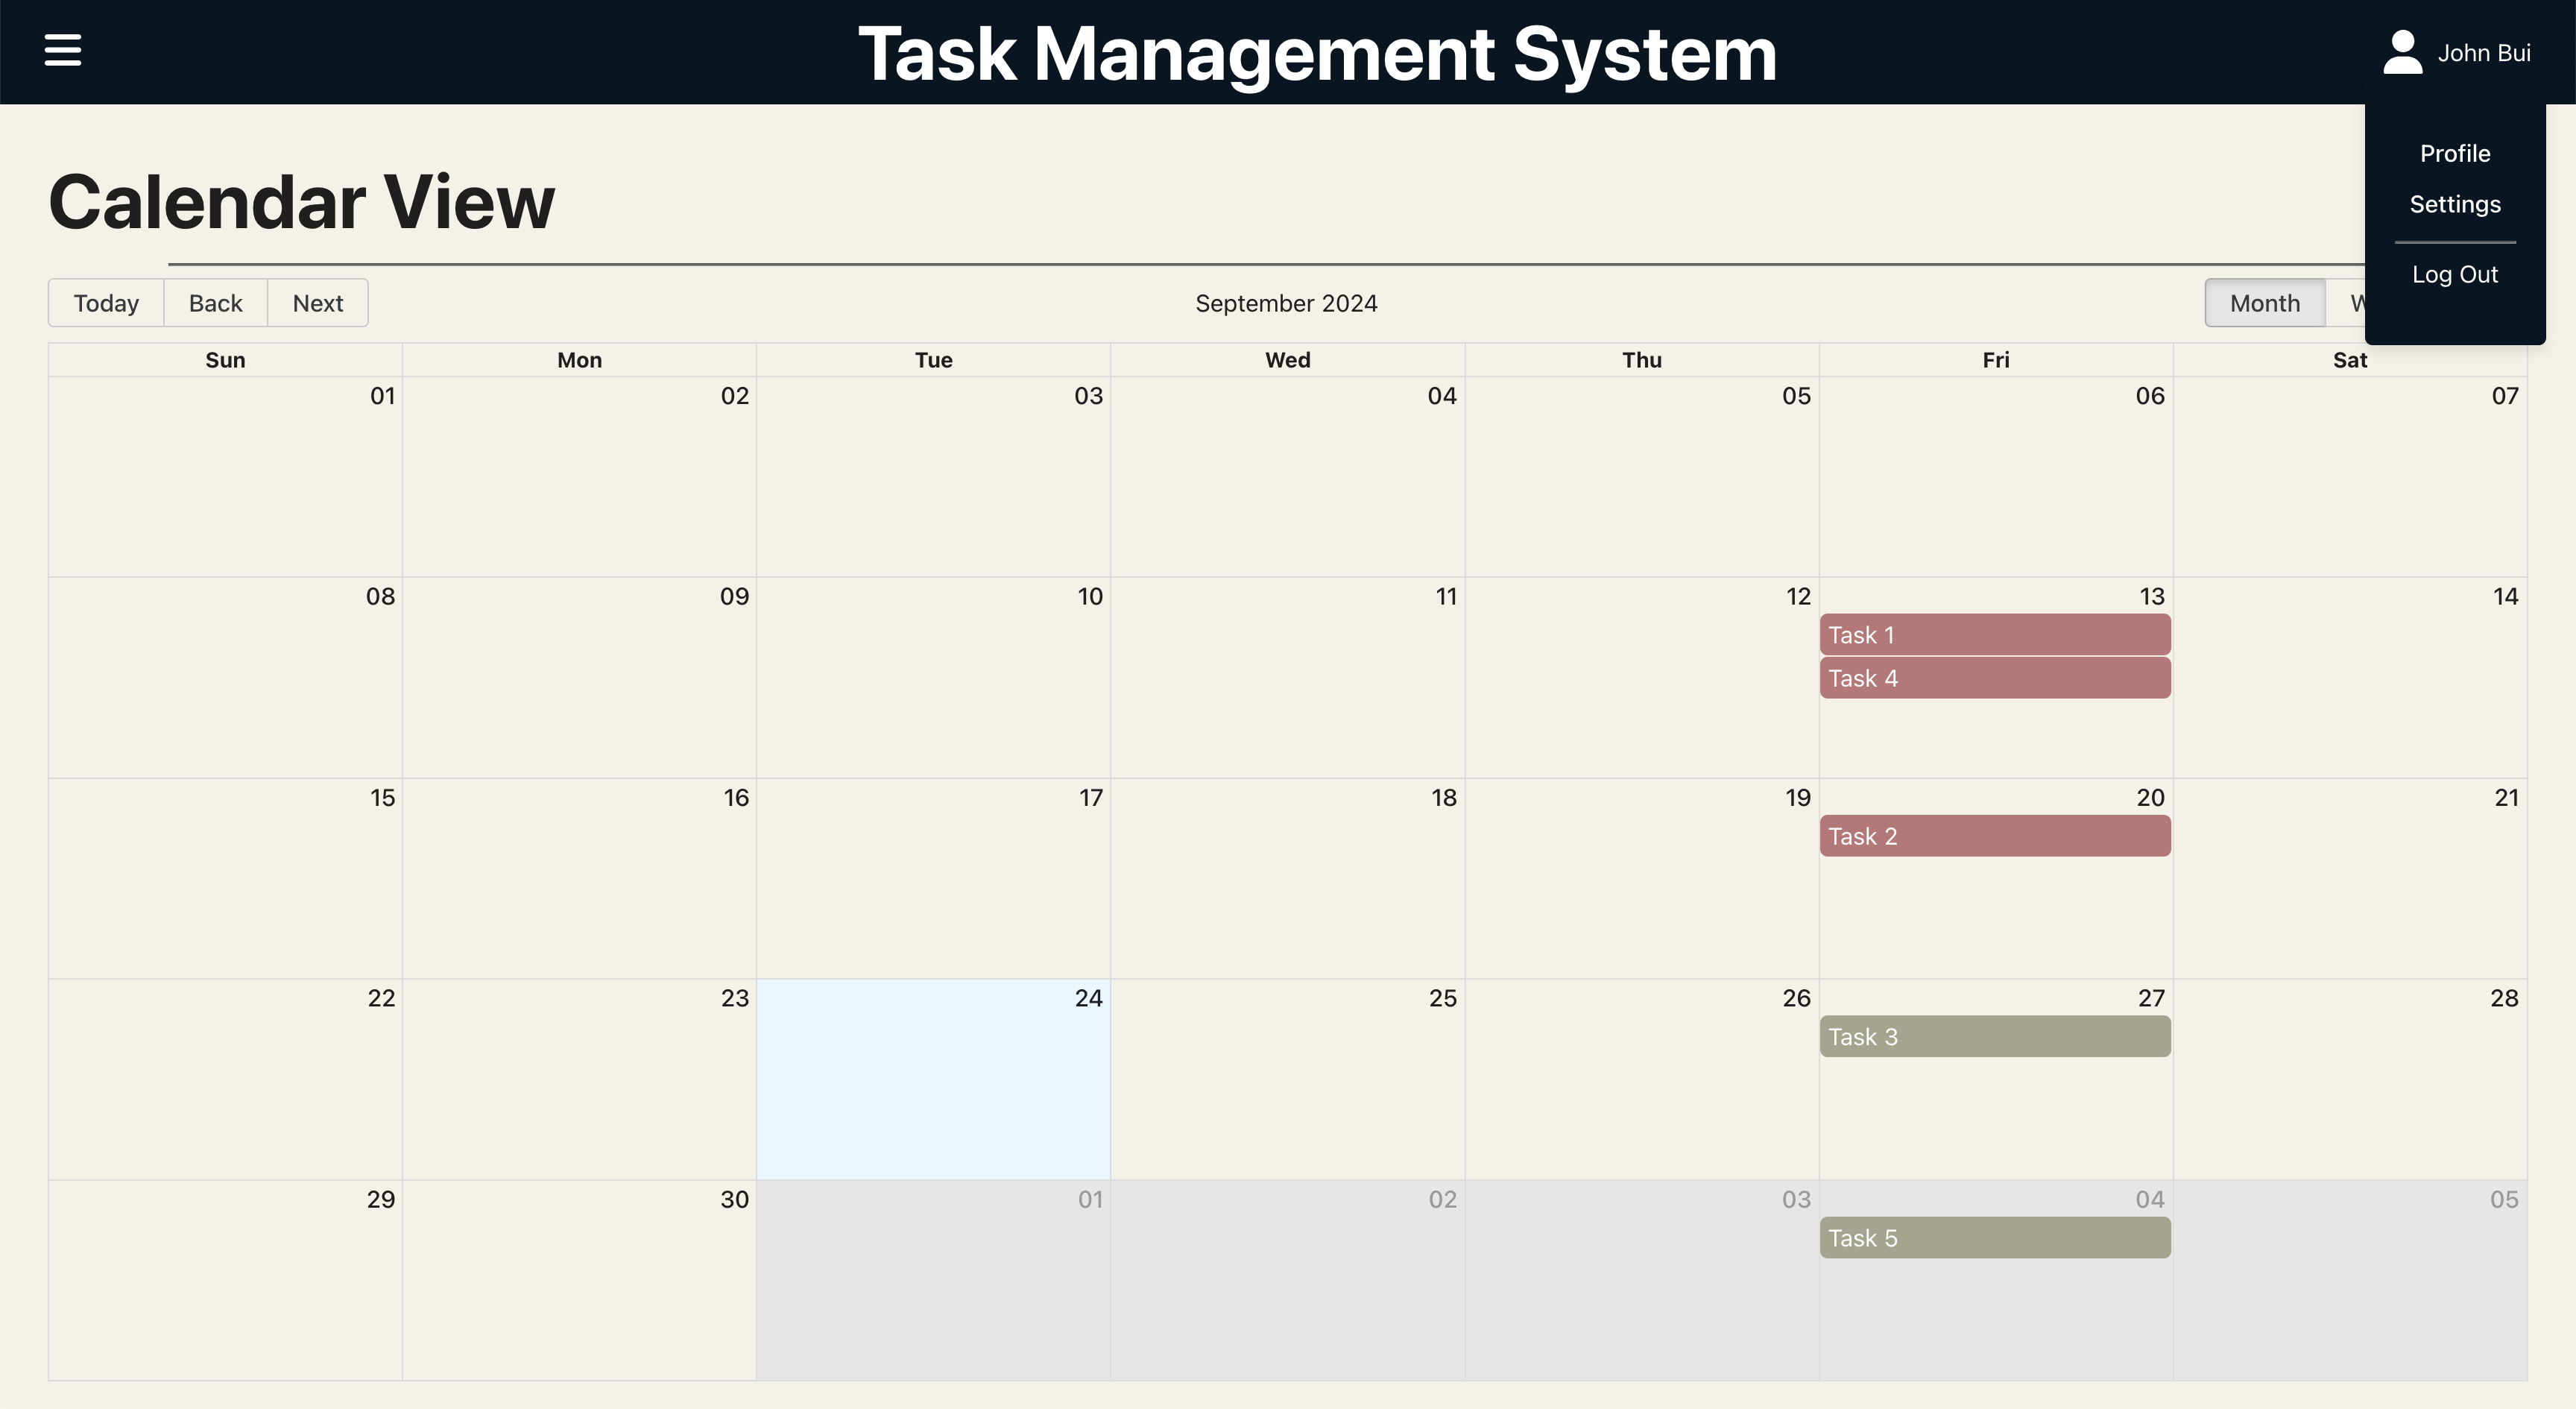 Task Management System
John Bui
Profile
Settings
Log Out
Calendar View
Today Back Next
September 2024
Month
Sun Mon Tue Wed Thu Fri Sat
01 02 03 04 05 06 07
08 09 10 11 12 13 14
Task 1
Task 4
15 16 17 18 19 20 21
Task 2
22 23 24 25 26 27 28
Task 3
29 30 01 02 03 04 05
Task 5